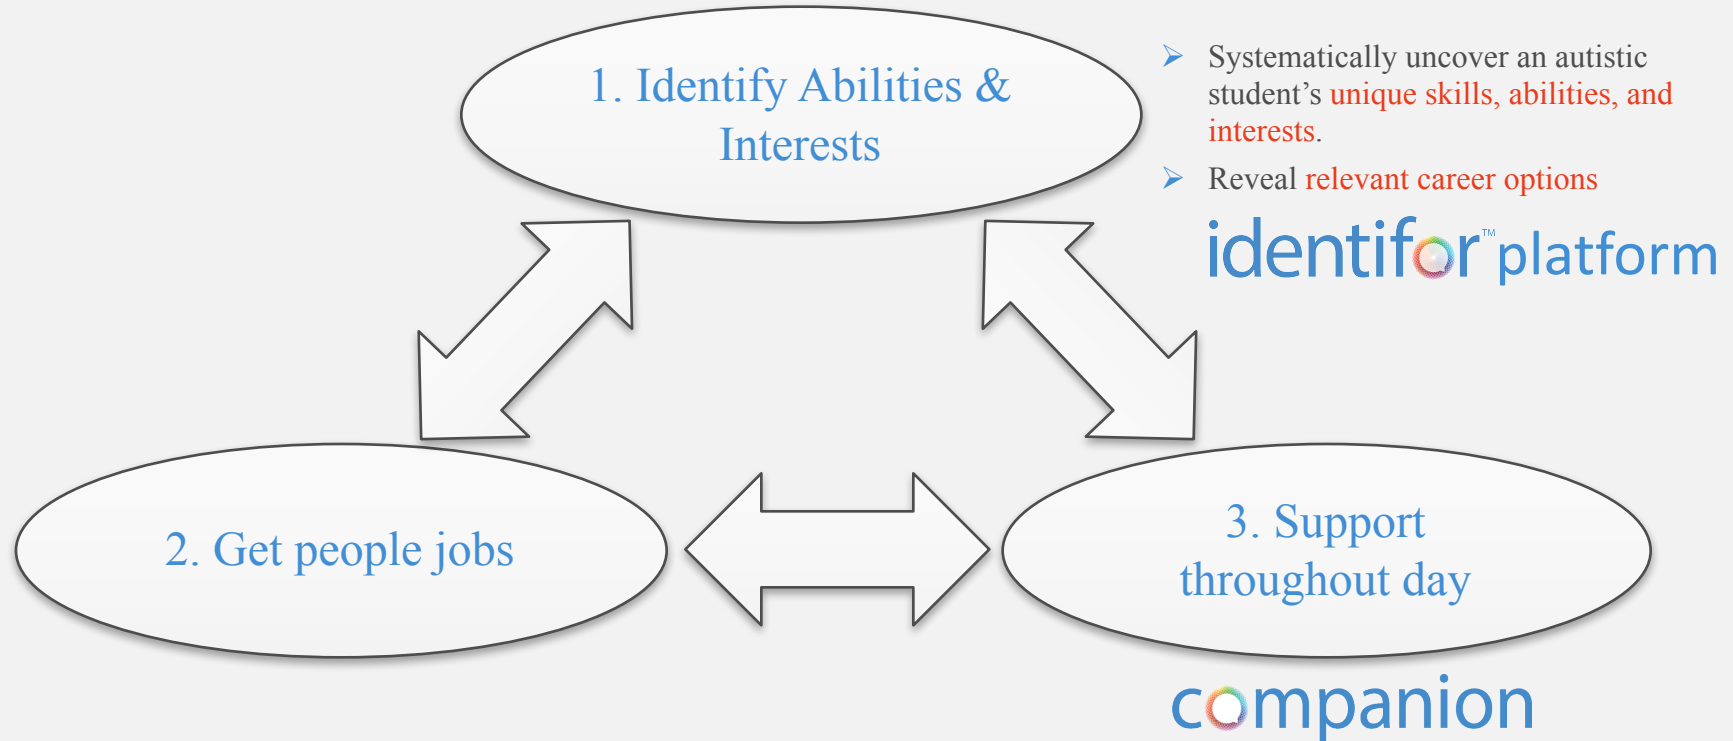 1. Identify Abilities &
Interests
➢ Systematically uncover an autistic
student’s unique skills, abilities, and
interests.
➢ Reveal relevant career options
identifor™ platform
2. Get people jobs
3. Support
throughout day
companion